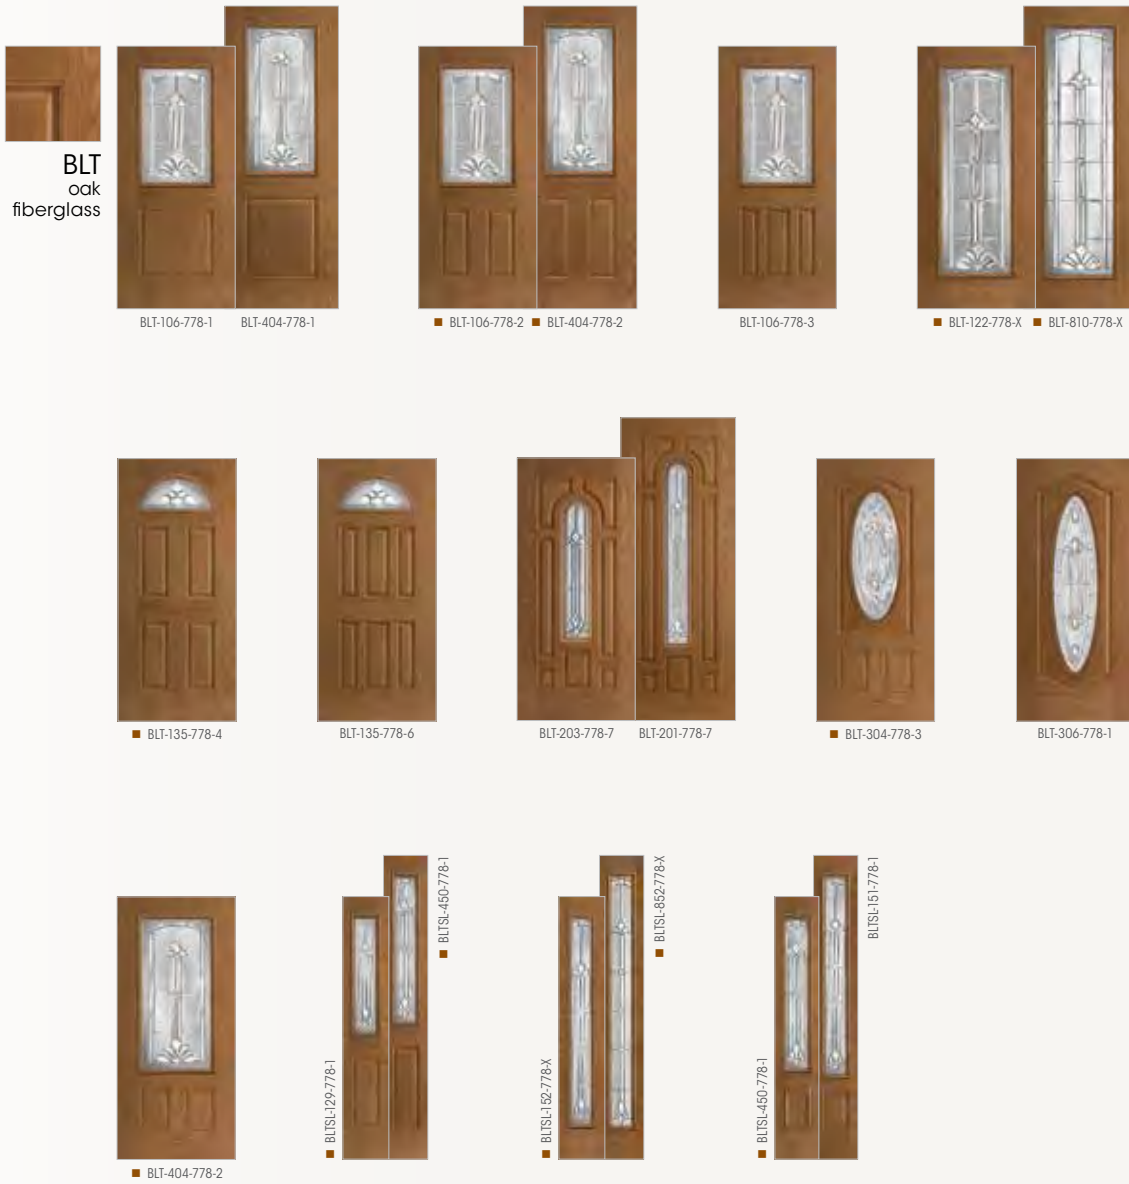 BLT
oak
fiberglass
BLT-106-778-1 BLT-404-778-1
BLT-106-778-2 BLT-404-778-2
BLT-106-778-3
BLT-122-778-X BLT-810-778-X
BLT-135-778-4
BLT-135-778-6
BLT-203-778-7 BLT-201-778-7
BLT-304-778-3
BLT-306-778-1
BLT-404-778-2
BLTSL-129-778-1
BLTSL-450-778-1
BLTSL-152-778-X
BLTSL-852-778-X
BLTSL-450-778-1
BLTSL-151-778-1